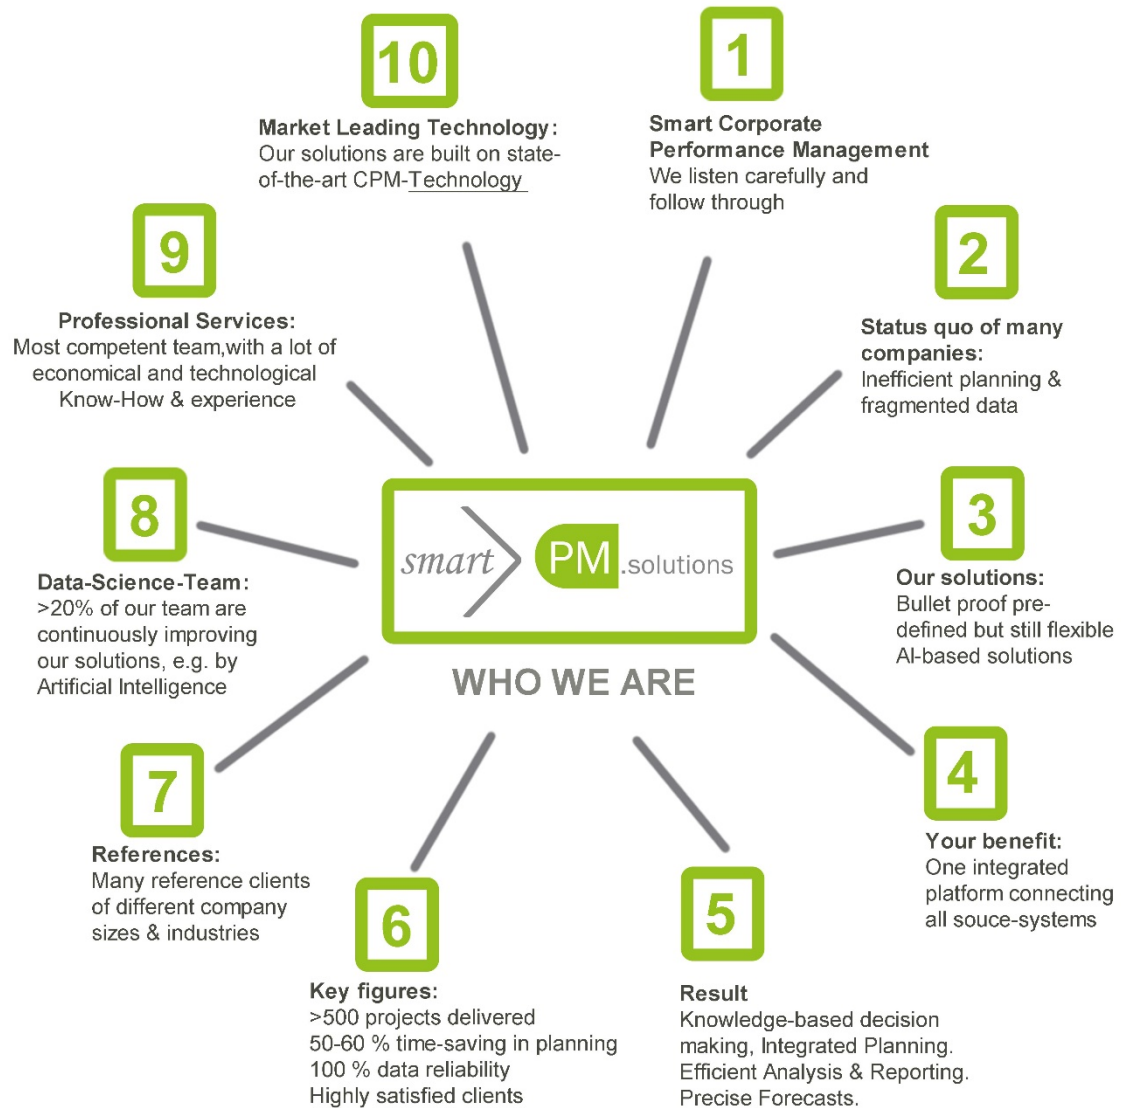 1
Smart Corporate
Performance Management
We listen carefully and
follow through
2
Status quo of many
companies:
Inefficient planning &
fragmented data
3
Our solutions:
Bullet proof pre-
defined but still flexible
AI-based solutions
4
Your benefit:
One integrated
platform connecting
all souce-systems
5
Result
Knowledge-based decision
making, Integrated Planning.
Efficient Analysis & Reporting.
Precise Forecasts.
6
Key figures:
>500 projects delivered
50-60 % time-saving in planning
100 % data reliability
Highly satisfied clients
7
References:
Many reference clients
of different company
sizes & industries
8
Data-Science-Team:
>20% of our team are
continuously improving
our solutions, e.g. by
Artificial Intelligence
9
Professional Services:
Most competent team,with a lot of
economical and technological
Know-How & experience
10
Market Leading Technology:
Our solutions are built on state-
of-the-art CPM-Technology
smart PM.solutions
WHO WE ARE